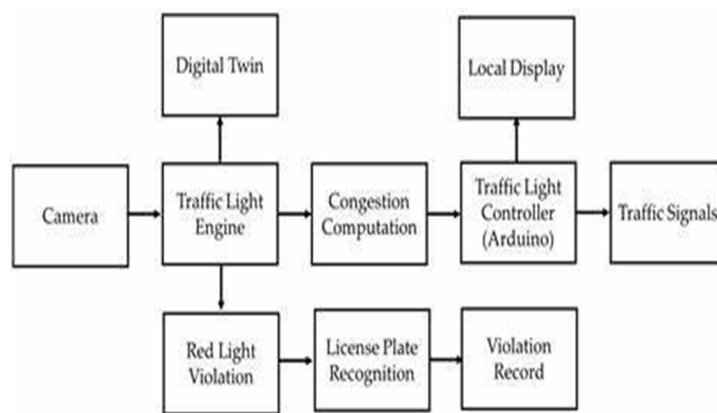 Digital Twin
Local Display
Camera
Traffic Light
Engine
Congestion
Computation
Traffic Light
Controller
(Arduino)
Traffic Signals
Red Light
Violation
License Plate
Recognition
Violation
Record